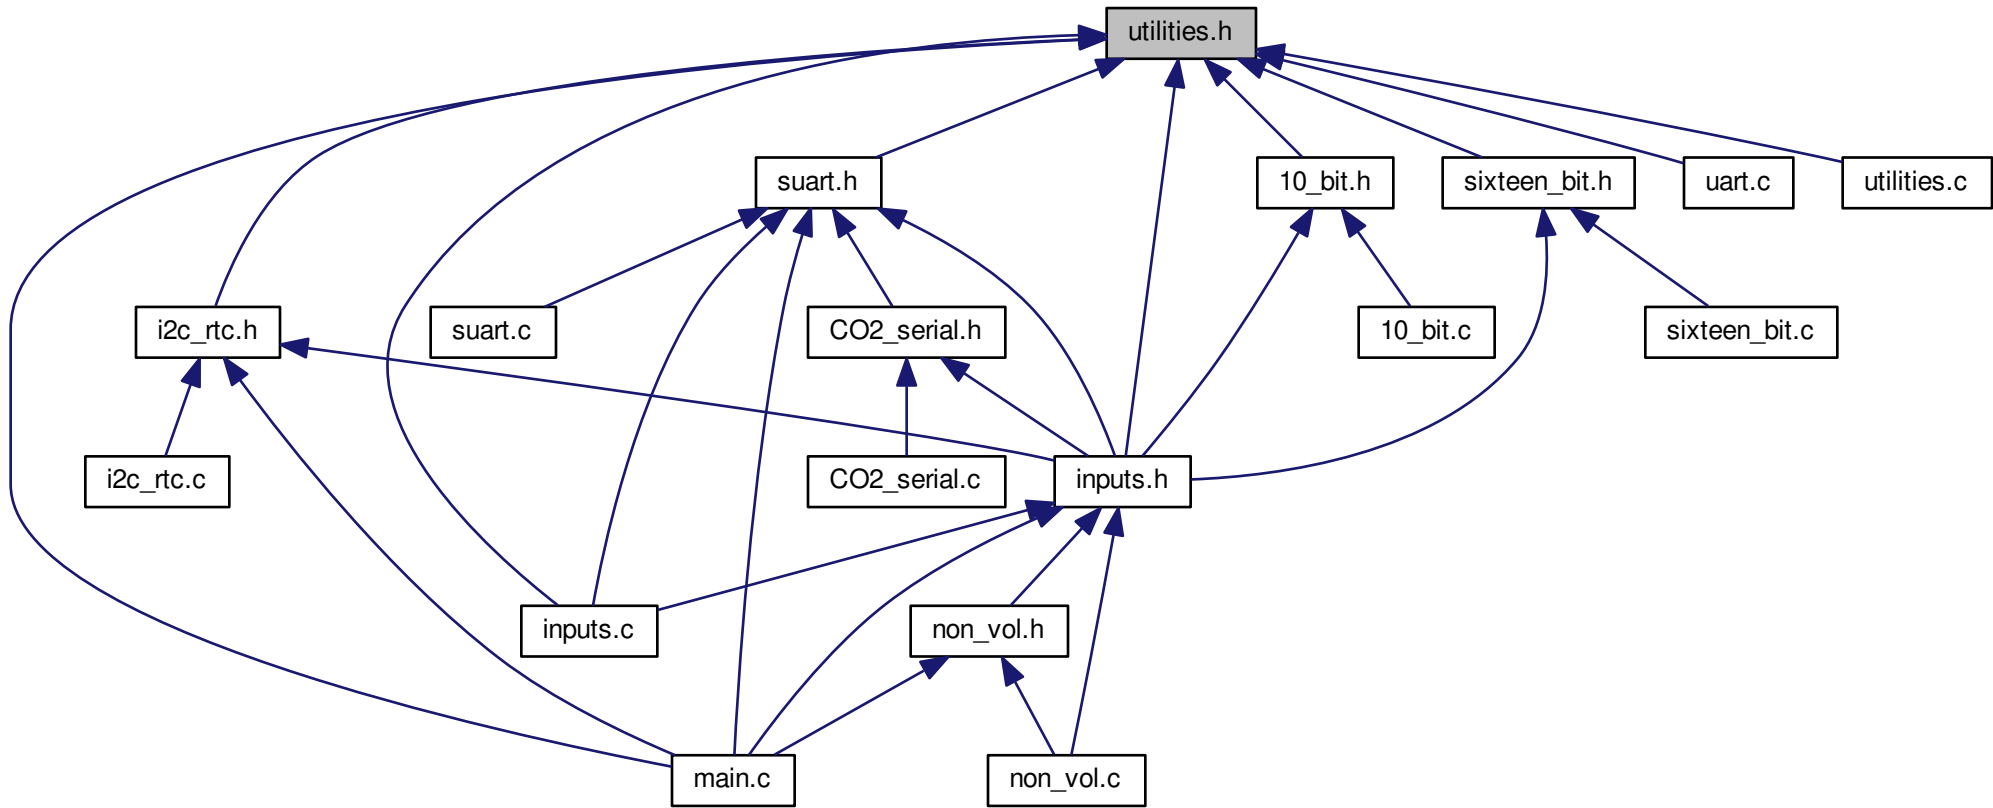 utilities.h
suart.h
10_bit.h
sixteen_bit.h
uart.c
utilities.c
i2c_rtc.h
suart.c
CO2_serial.h
10_bit.c
sixteen_bit.c
i2c_rtc.c
CO2_serial.c
inputs.h
inputs.c
non_vol.h
main.c
non_vol.c